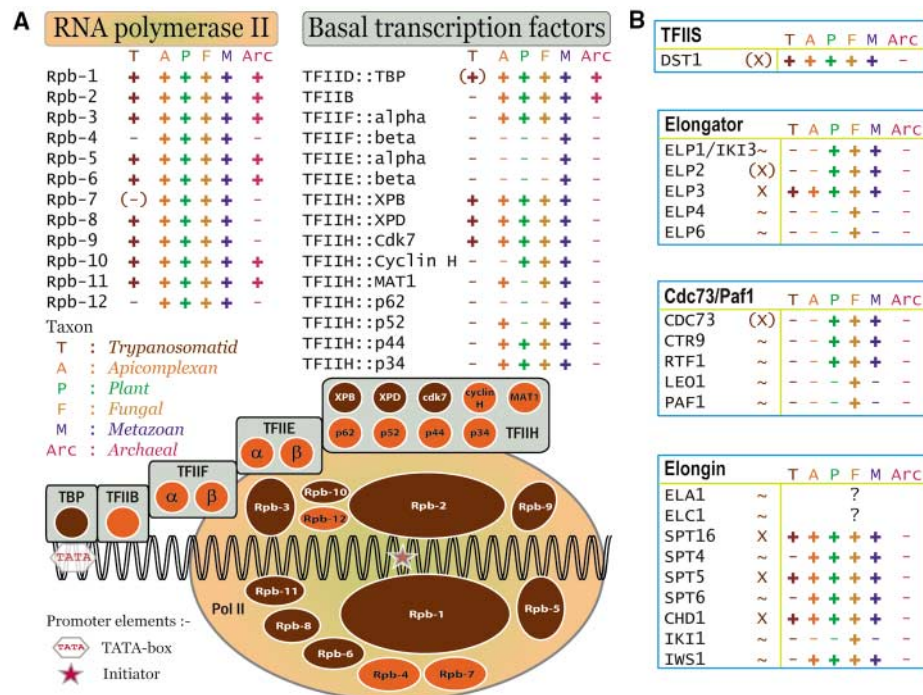 A
RNA polymerase II
T A P F M Arc
Rpb-1 + + + + + +
Rpb-2 + + + + + +
Rpb-3 + + + + + +
Rpb-4 - + + + + -
Rpb-5 + + + + + +
Rpb-6 + + + + + +
Rpb-7 (-) + + + + -
Rpb-8 + + + + + -
Rpb-9 + + + + + -
Rpb-10 + + + + + +
Rpb-11 + + + + + +
Rpb-12 - + + + + -
Basal transcription factors
T A P F M Arc
TFIID::TBP (+) + + + + +
TFIIB - + + + + +
TFIIF::alpha - + + + + -
TFIIF::beta - - - - + -
TFIIE::alpha - - - - + -
TFIIE::beta - - - - + -
TFIIH::XPB + + + + + -
TFIIH::XPD + + + + + -
TFIIH::Cdk7 + + + + + -
TFIIH::Cyclin H - - + + + -
TFIIH::MAT1 - + - + + -
TFIIH::p62 - - - - + -
TFIIH::p52 - + - + + -
TFIIH::p44 - + + + + -
TFIIH::p34 - + + + + -
Taxon
T : Trypanosomatid
A : Apicomplexan
P : Plant
F : Fungal
M : Metazoan
Arc : Archaeal
XPB XPD cdk7 cyclin H MAT1
p62 p52 p44 p34 TFIIH
TFIIE
α β
TFIIF
α β
TBP TFIIB
TATA
Rpb-3 Rpb-10 Rpb-12 Rpb-2 Rpb-9
Pol II
Rpb-11 Rpb-8 Rpb-6 Rpb-1 Rpb-5
Rpb-4 Rpb-7
Promoter elements :-
TATA TATA-box
Initiator
B
TFIIS T A P F M Arc
DST1 (X) + + + + + -
Elongator T A P F M Arc
ELP1/IKI3 ~ - - + + + -
ELP2 (X) - - + + + -
ELP3 X + + + + + -
ELP4 ~ - - - + - -
ELP6 ~ - - - + - -
Cdc73/Paf1 T A P F M Arc
CDC73 (X) - - + + + -
CTR9 ~ - - + + + -
RTF1 ~ - - + + + -
LEO1 ~ - - - + - -
PAF1 ~ - - - + - -
Elongin T A P F M Arc
ELA1 ~ ?
ELC1 ~ ?
SPT16 X + + + + + -
SPT4 ~ - + + + + -
SPT5 X + + + + + -
SPT6 ~ - + + + + -
CHD1 X + + + + + -
IKI1 ~ - - - + - -
IWS1 ~ - + + + + -